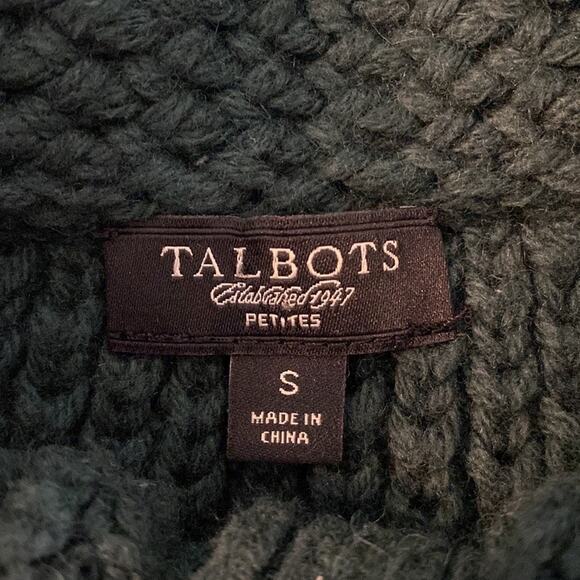 TALBOTS
Established 1947
PETITES
S
MADE IN
CHINA